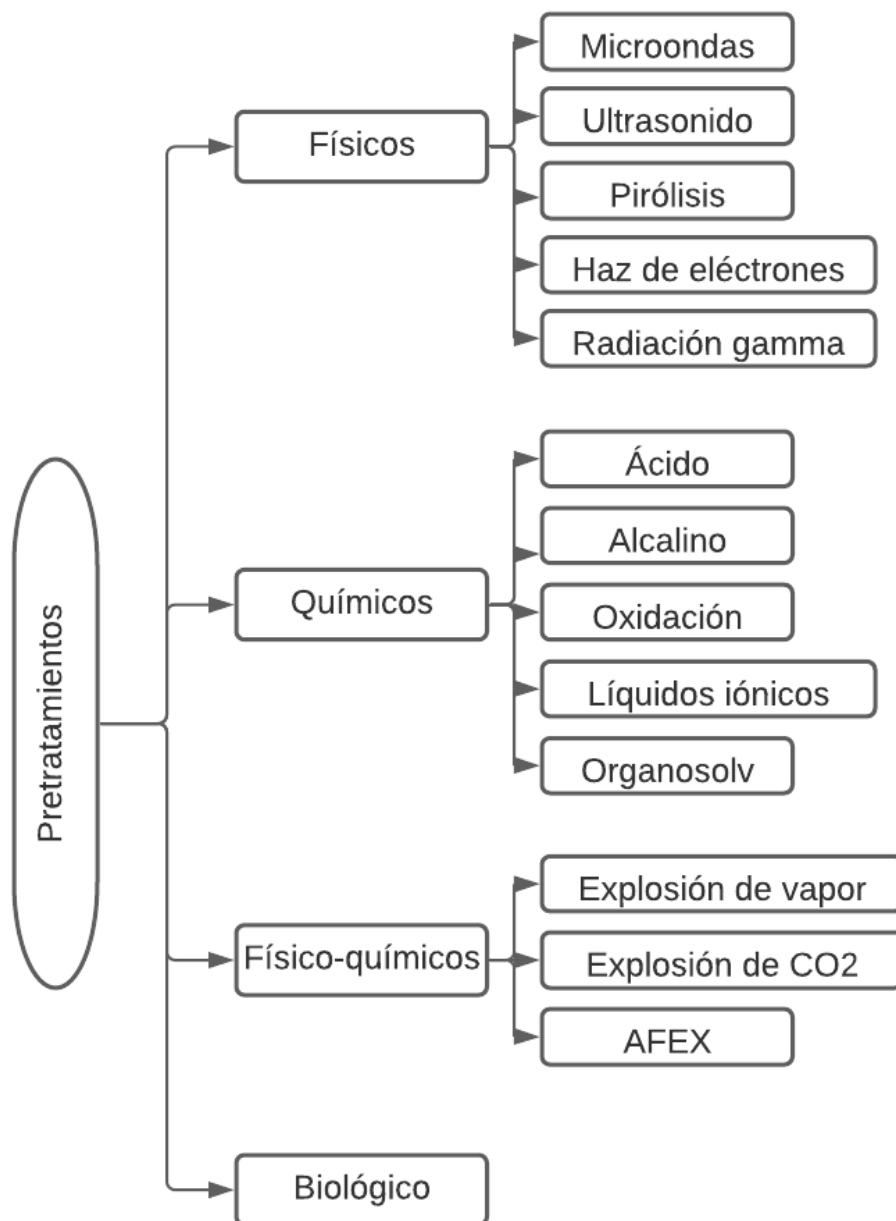 Pretratamientos
Físicos
Microondas
Ultrasonido
Pirólisis
Haz de eléctrones
Radiación gamma
Químicos
Ácido
Alcalino
Oxidación
Líquidos iónicos
Organosolv
Físico-químicos
Explosión de vapor
Explosión de CO2
AFEX
Biológico